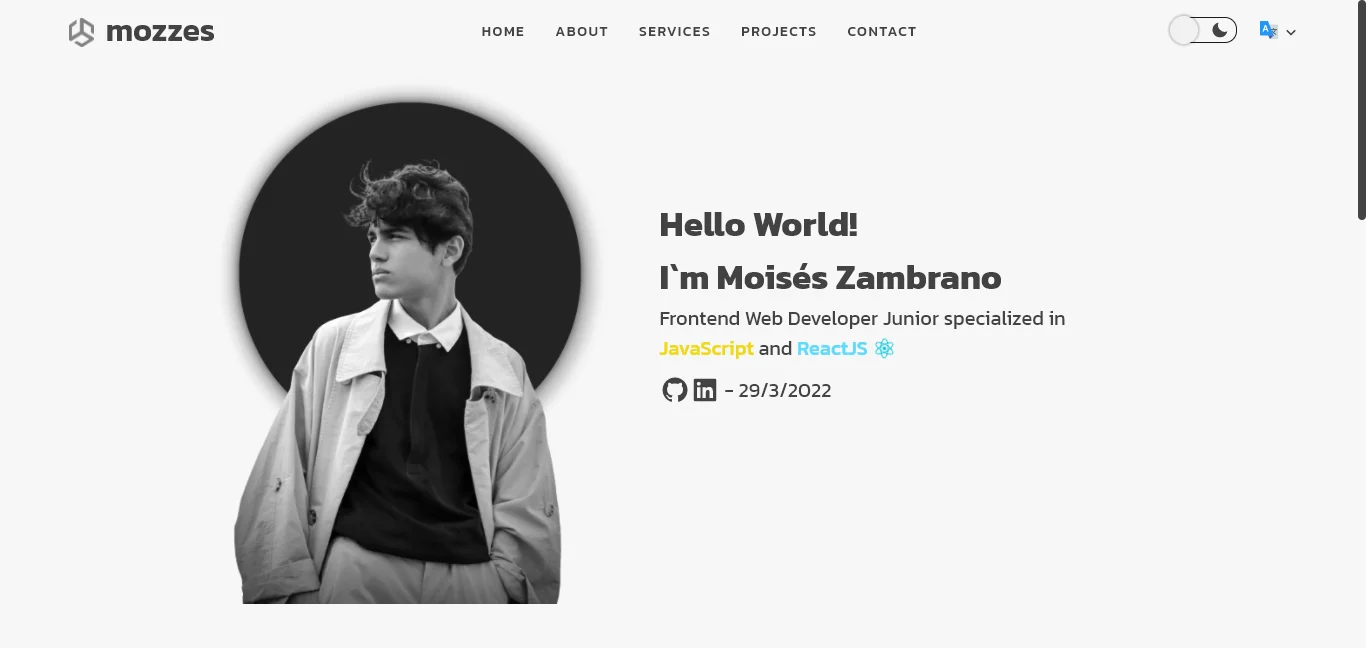 mozzes
HOME ABOUT SERVICES PROJECTS CONTACT
Hello World!
I`m Moisés Zambrano
Frontend Web Developer Junior specialized in
JavaScript and ReactJS
in - 29/3/2022